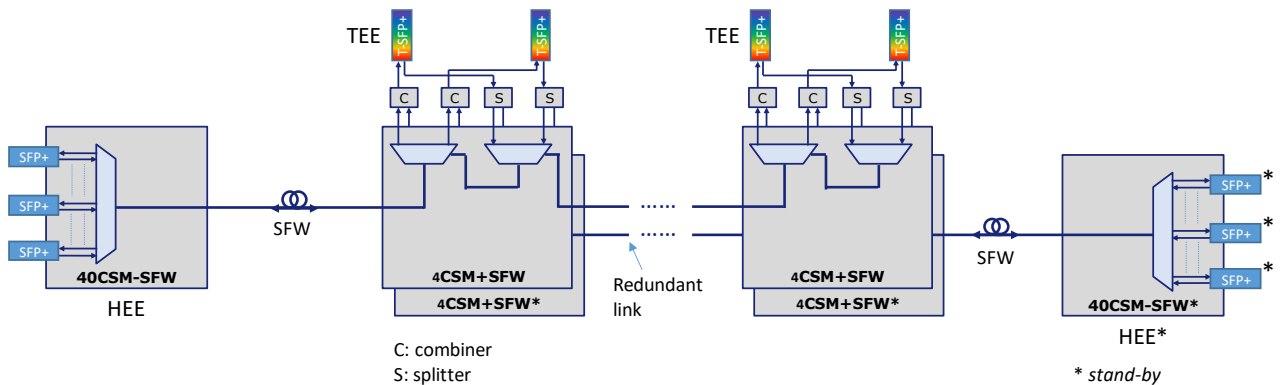 TEE
T-SFP+
T-SFP+
TEE
T-SFP+
T-SFP+
C
C
S
S
C
C
S
S
SFP+
SFP+
SFP+
40CSM-SFW
HEE
SFW
4CSM+SFW
4CSM+SFW*
......
......
Redundant
link
4CSM+SFW
4CSM+SFW*
SFW
SFP+
*
SFP+
*
SFP+
*
40CSM-SFW*
HEE*
C: combiner
S: splitter
* stand-by